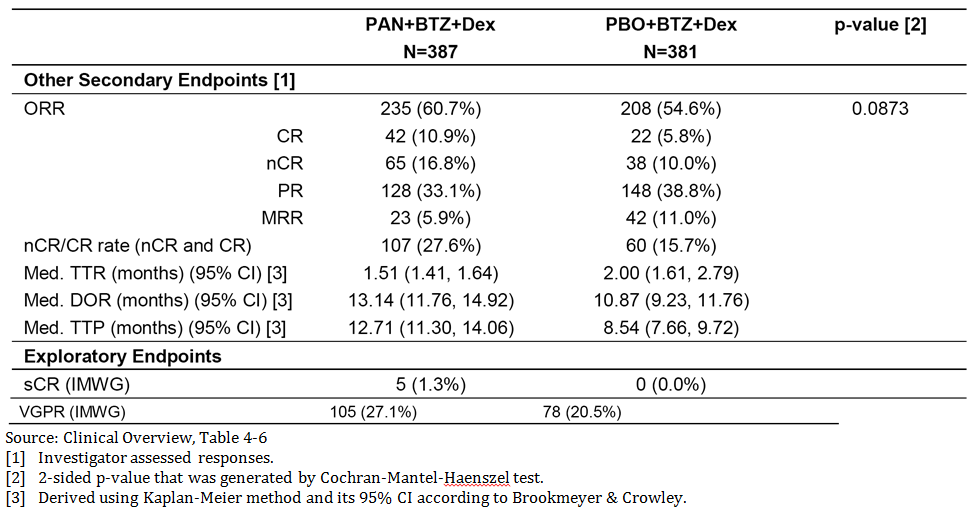 PAN+BTZ+Dex PBO+BTZ+Dex p-value [2]
N=387 N=381
Other Secondary Endpoints [1]
ORR 235 (60.7%) 208 (54.6%) 0.0873
CR 42 (10.9%) 22 (5.8%)
nCR 65 (16.8%) 38 (10.0%)
PR 128 (33.1%) 148 (38.8%)
MRR 23 (5.9%) 42 (11.0%)
nCR/CR rate (nCR and CR) 107 (27.6%) 60 (15.7%)
Med. TTR (months) (95% CI) [3] 1.51 (1.41, 1.64) 2.00 (1.61, 2.79)
Med. DOR (months) (95% CI) [3] 13.14 (11.76, 14.92) 10.87 (9.23, 11.76)
Med. TTP (months) (95% CI) [3] 12.71 (11.30, 14.06) 8.54 (7.66, 9.72)
Exploratory Endpoints
sCR (IMWG) 5 (1.3%) 0 (0.0%)
VGPR (IMWG) 105 (27.1%) 78 (20.5%)
Source: Clinical Overview, Table 4-6
[1] Investigator assessed responses.
[2] 2-sided p-value that was generated by Cochran-Mantel-Haenszel test.
[3] Derived using Kaplan-Meier method and its 95% CI according to Brookmeyer & Crowley.